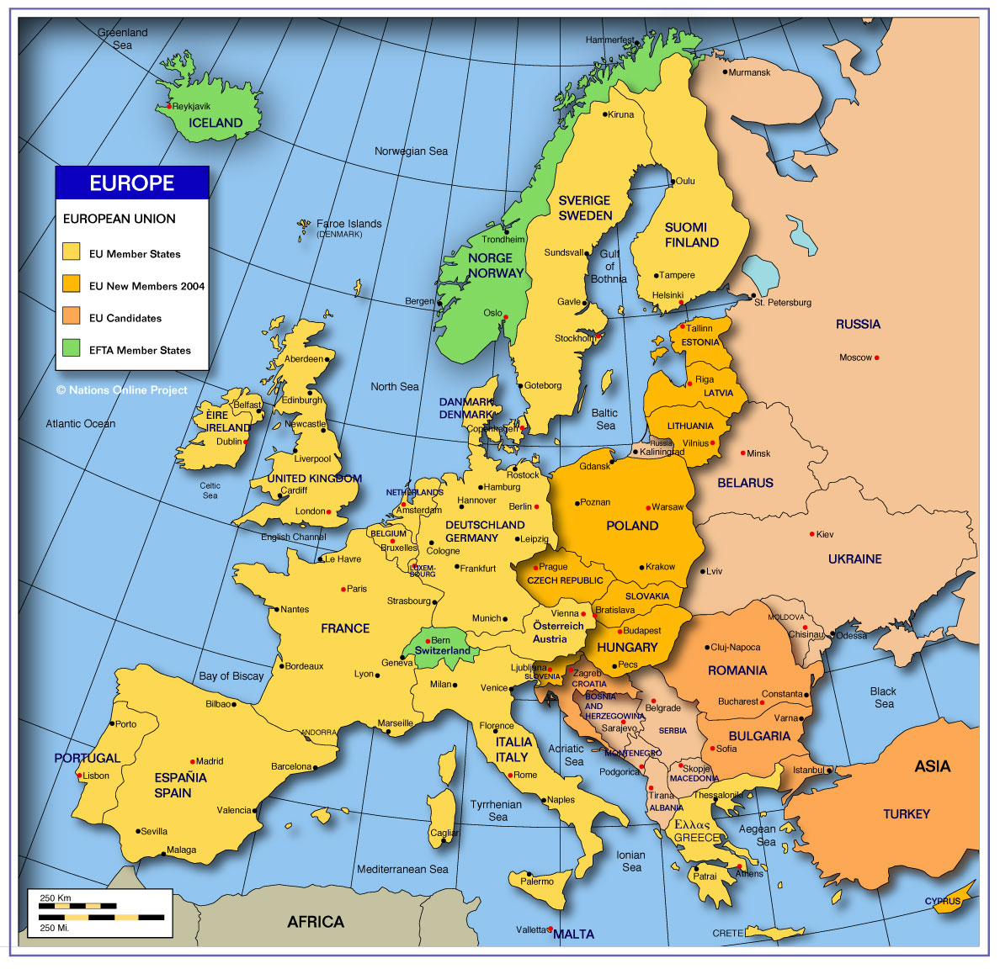 Greenland
Sea
Hammerfest
Murmansk
Reykjavik
ICELAND
Kiruna
Norwegian Sea
EUROPE
EUROPEAN UNION
EU Member States
EU New Members 2004
EU Candidates
EFTA Member States
© Nations Online Project
Oulu
SVERIGE
SWEDEN
SUOMI
FINLAND
Faroe Islands
(DENMARK)
Trondheim
NORGE
NORWAY
Sundsvall
Gulf
of
Bothnia
Tampere
Helsinki
Bergen
Gavle
St. Petersburg
Oslo
RUSSIA
Stockholm
Tallinn
ESTONIA
Moscow
Aberdeen
North Sea
Goteborg
Riga
LATVIA
Edinburgh
Belfast
DANMARK
DENMARK
Baltic
Sea
Atlantic Ocean
ÈIRE
IRELAND
Newcastle
Copenhagen
LITHUANIA
Dublin
Vilnius
Russia
Kaliningrad
Liverpool
Minsk
Gdansk
UNITED KINGDOM
Rostock
BELARUS
Celtic
Sea
Cardiff
NETHERLANDS
Hamburg
Hannover
Amsterdam
Berlin
Poznan
Warsaw
London
DEUTSCHLAND
GERMANY
POLAND
English Channel
BELGIUM
Bruxelles
Leipzig
Cologne
Kiev
UKRAINE
Le Havre
LUXEM-
BOURG
Frankfurt
Prague
Krakow
Lviv
CZECH REPUBLIC
Paris
Strasbourg
SLOVAKIA
Nantes
Vienna
Bratislava
Munich
Österreich
Austria
MOLDOVA
FRANCE
Budapest
Chisinau
Odessa
Bern
Switzerland
HUNGARY
Cluj-Napoca
Geneva
Bordeaux
Lyon
Ljubljana
SLOVENIA
Pecs
ROMANIA
Bay of Biscay
Milan
Venice
Zagreb
CROATIA
Constanta
Black
Sea
Bilbao
BOSNIA
AND
HERZEGOWINA
Belgrade
Bucharest
Porto
Marseille
Florence
Sarajevo
SERBIA
Varna
ANDORRA
ITALIA
ITALY
BULGARIA
PORTUGAL
Madrid
Acriatic
Sea
MONTENEGRO
Sofia
Lisbon
Barcelona
Rome
Podgorica
Skopje
MACEDONIA
Istanbul
ASIA
ESPAÑIA
SPAIN
Tirana
ALBANIA
Thessaloniki
Valencia
Naples
Tyrrhenian
Sea
TURKEY
Sevilla
Cagliari
Ελλας
GREECE
Aegean
Sea
Malaga
Mediterranean Sea
Ionian
Sea
Palermo
Patrai
Athens
250 Km
250 Mi.
AFRICA
Valletta
MALTA
CYPRUS
CRETE